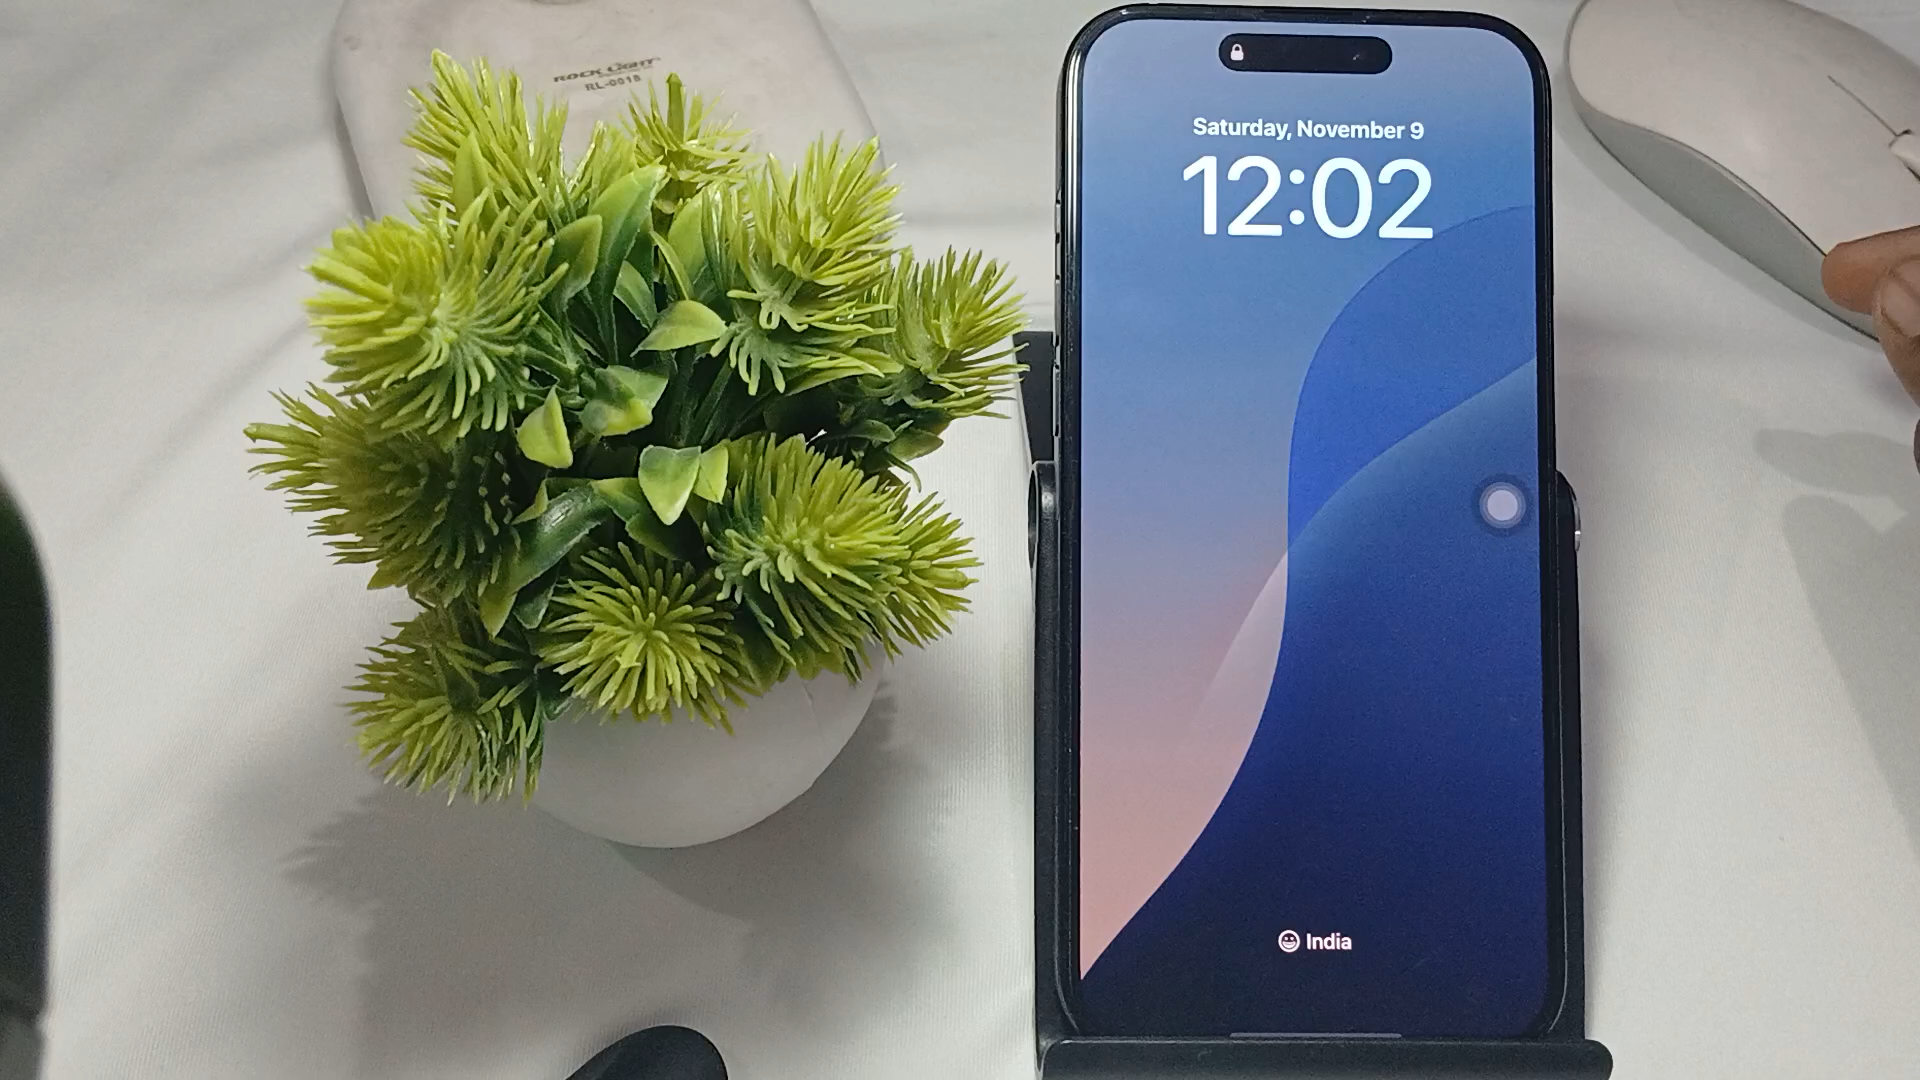 ROCK LIGHT
RL-0018
Saturday, November 9
12:02
India